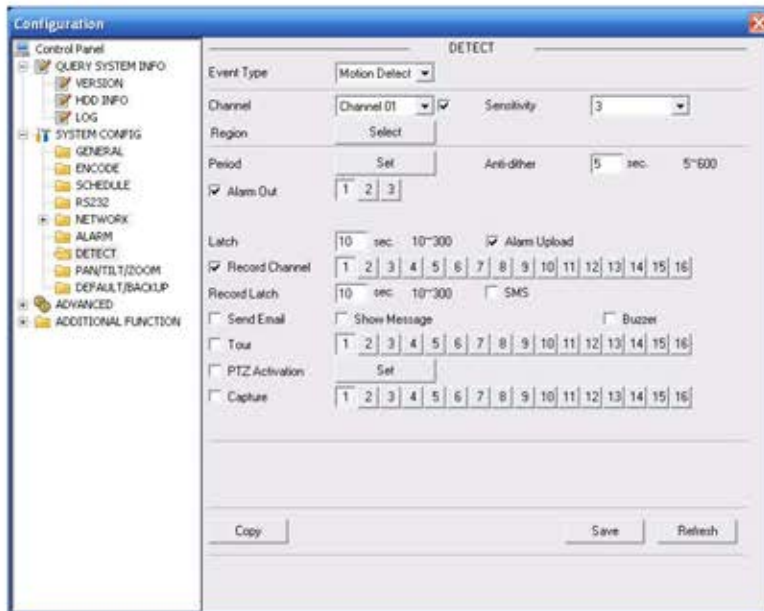 Configuration
Control Panel
QUERY SYSTEM INFO
VERSION
HDD INFO
LOG
SYSTEM CONFIG
GENERAL
ENCODE
SCHEDULE
RS232
NETWORK
ALARM
DETECT
PAN/TILT/ZOOM
DEFAULT/BACKUP
ADVANCED
ADDITIONAL FUNCTION
DETECT
Event Type Motion Detect
Channel Channel 01 Sensitivity 3
Region Select
Period Set Anti-dither 5 sec. 5~600
Alarm Out 1 2 3
Latch 10 sec. 10~300 Alarm Upload
Record Channel 1 2 3 4 5 6 7 8 9 10 11 12 13 14 15 16
Record Latch 10 sec. 10~300 SMS
Send Email Show Message Buzzer
Tour 1 2 3 4 5 6 7 8 9 10 11 12 13 14 15 16
PTZ Activation Set
Capture 1 2 3 4 5 6 7 8 9 10 11 12 13 14 15 16
Copy Save Refresh